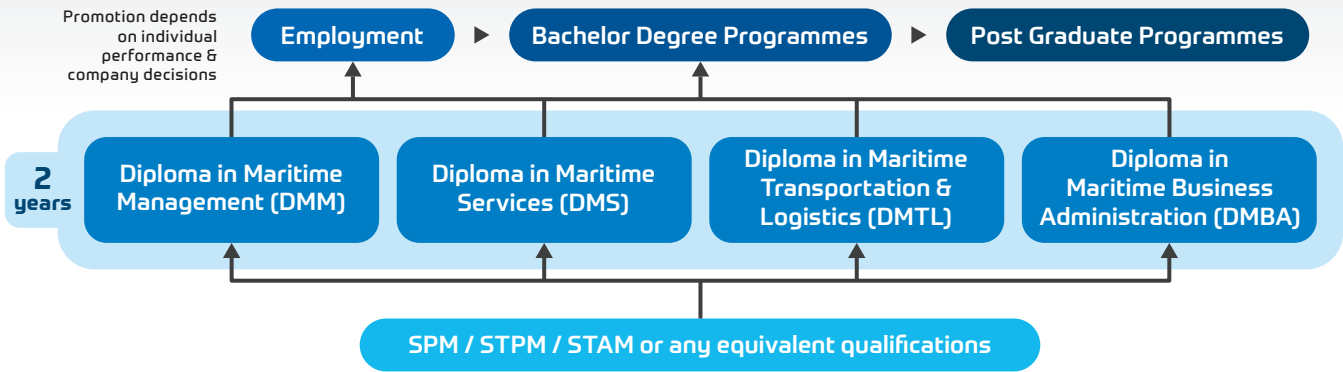 Promotion depends
on individual
performance &
company decisions
Employment
Bachelor Degree Programmes
Post Graduate Programmes
2
years
Diploma in Maritime
Management (DMM)
Diploma in Maritime
Services (DMS)
Diploma in Maritime
Transportation &
Logistics (DMTL)
Diploma in
Maritime Business
Administration (DMBA)
SPM / STPM / STAM or any equivalent qualifications